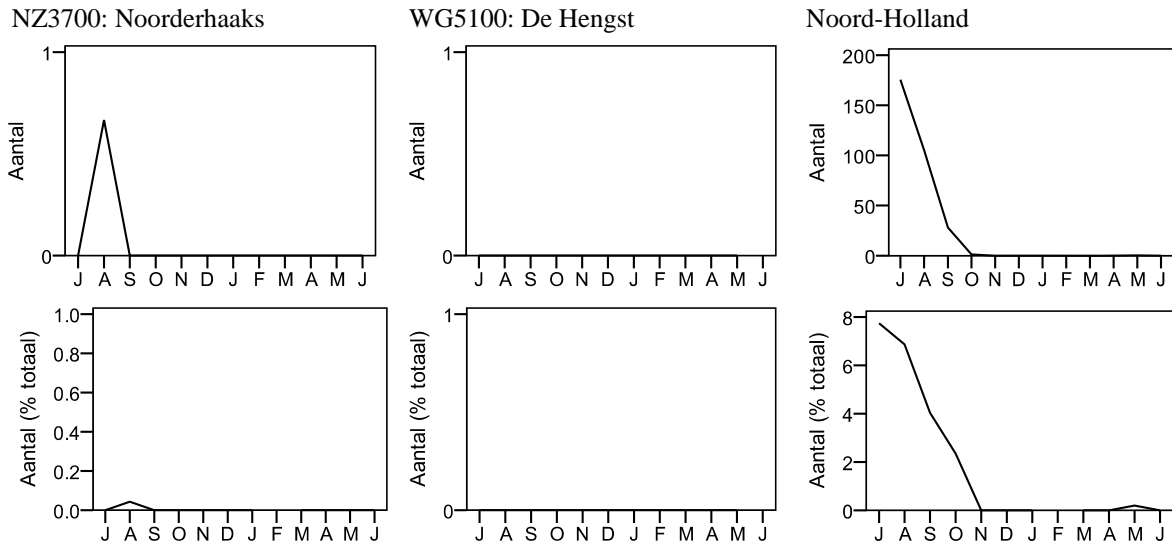 NZ3700: Noorderhaaks
WG5100: De Hengst
Noord-Holland
1
0
Aantal
J A S O N D J F M A M J
1
0
Aantal
J A S O N D J F M A M J
200
150
100
50
0
Aantal
J A S O N D J F M A M J
1.0
0.8
0.6
0.4
0.2
0.0
Aantal (% totaal)
J A S O N D J F M A M J
1
0
Aantal (% totaal)
J A S O N D J F M A M J
8
6
4
2
0
Aantal (% totaal)
J A S O N D J F M A M J